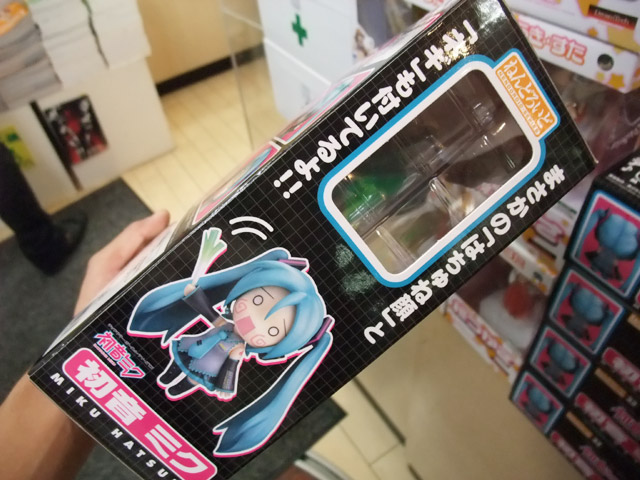 ねんどろいど
まさかの「はちゅね顔」と
「ネギ」も付いてるよ!!
初音ミク
初音 ミク
MIKU HATSU